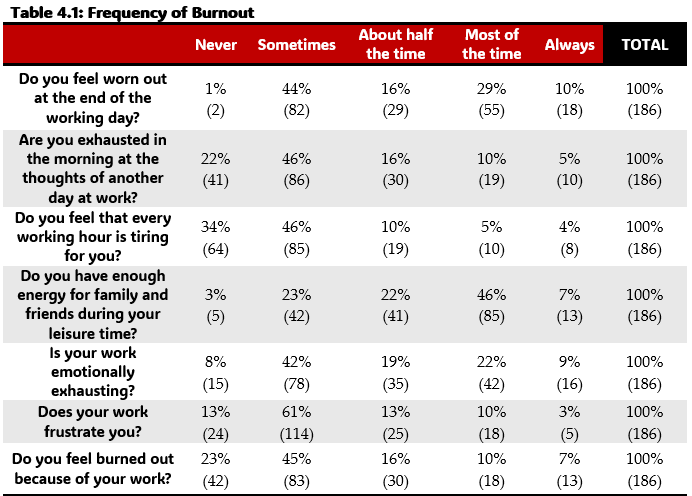 Table 4.1: Frequency of Burnout
Never Sometimes About half the time Most of the time Always TOTAL
Do you feel worn out at the end of the working day? 1% (2) 44% (82) 16% (29) 29% (55) 10% (18) 100% (186)
Are you exhausted in the morning at the thoughts of another day at work? 22% (41) 46% (86) 16% (30) 10% (19) 5% (10) 100% (186)
Do you feel that every working hour is tiring for you? 34% (64) 46% (85) 10% (19) 5% (10) 4% (8) 100% (186)
Do you have enough energy for family and friends during your leisure time? 3% (5) 23% (42) 22% (41) 46% (85) 7% (13) 100% (186)
Is your work emotionally exhausting? 8% (15) 42% (78) 19% (35) 22% (42) 9% (16) 100% (186)
Does your work frustrate you? 13% (24) 61% (114) 13% (25) 10% (18) 3% (5) 100% (186)
Do you feel burned out because of your work? 23% (42) 45% (83) 16% (30) 10% (18) 7% (13) 100% (186)